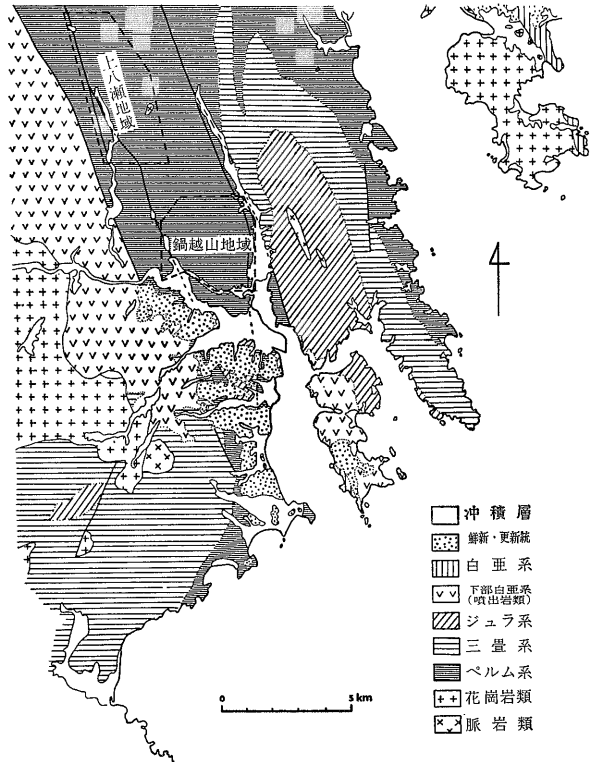 上八瀬地域
鍋越山地域
沖積層
鮮新・更新統
白亜系
下部白亜系
(噴出岩類)
ジュラ系
三畳系
ペルム系
花崗岩類
脈岩類
0 5 km